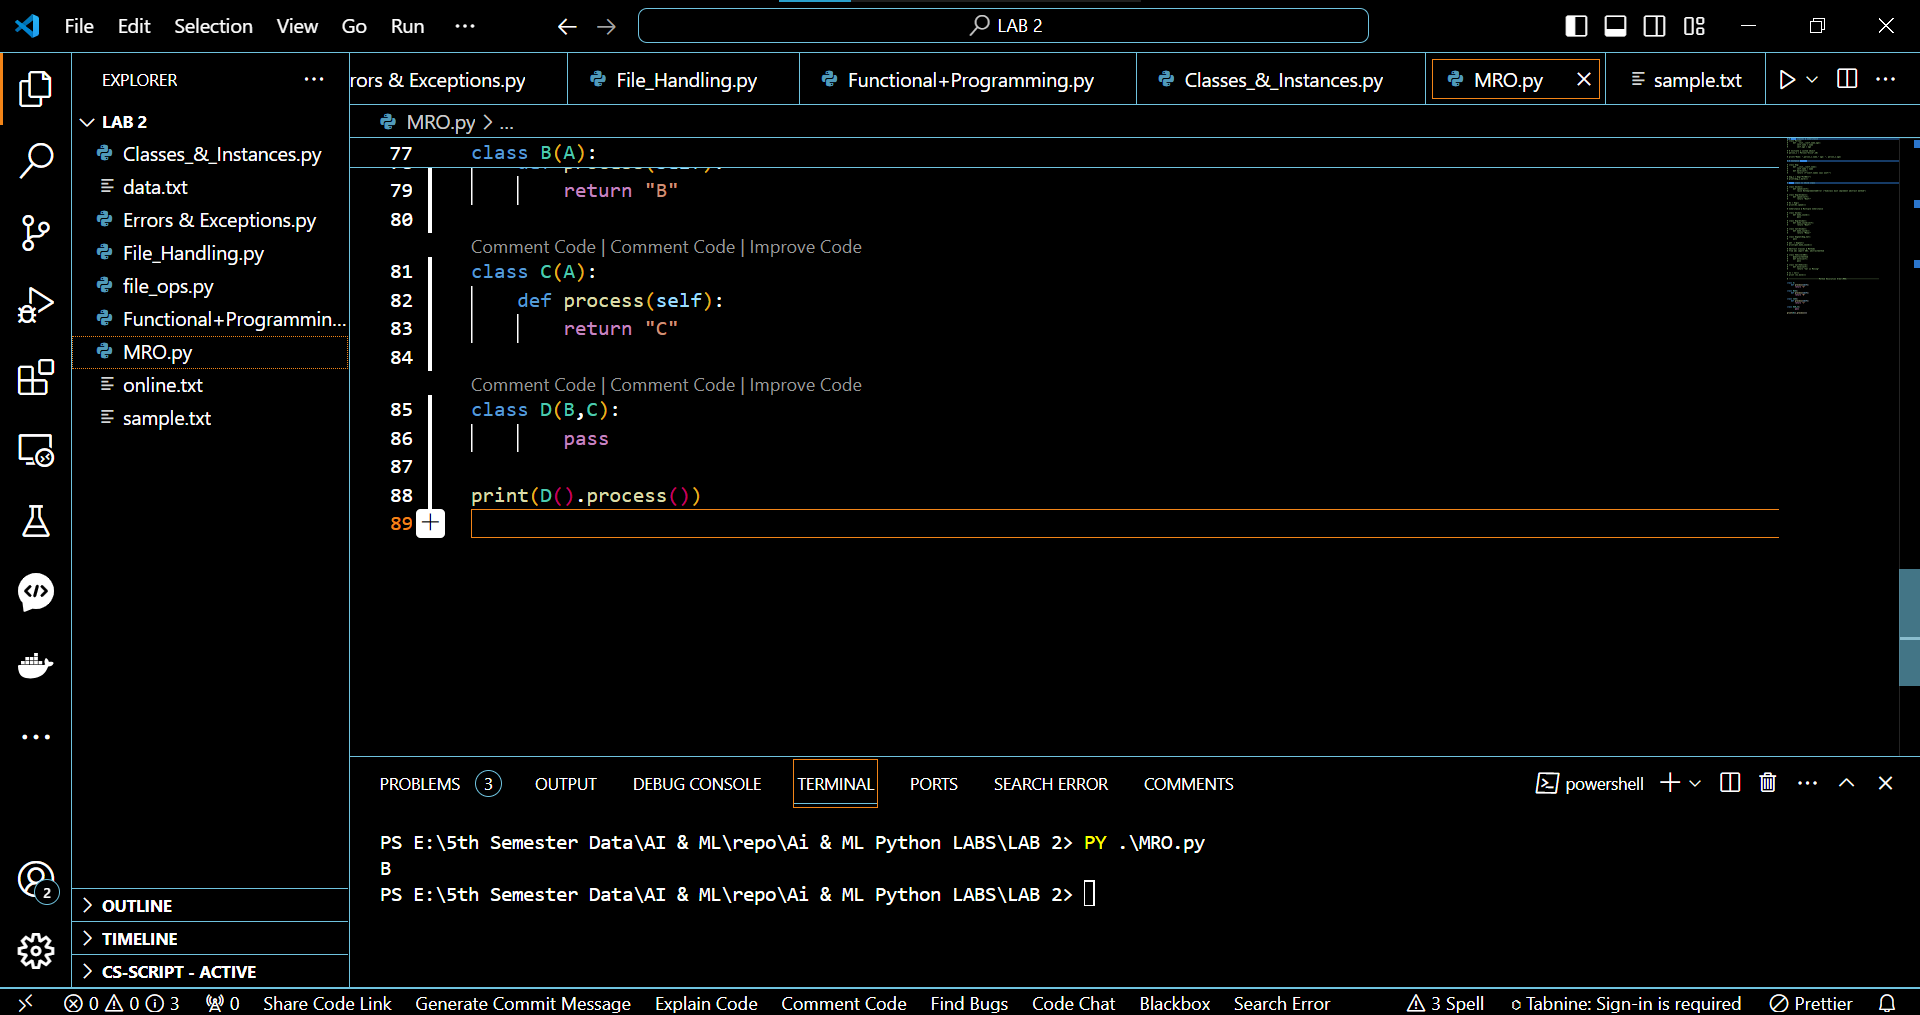 File Edit Selection View Go Run ...
LAB 2
EXPLORER ...
LAB 2
Classes_&_Instances.py
data.txt
Errors & Exceptions.py
File_Handling.py
file_ops.py
Functional+Programmin...
MRO.py
online.txt
sample.txt
OUTLINE
TIMELINE
CS-SCRIPT - ACTIVE
2
rors & Exceptions.py File_Handling.py Functional+Programming.py Classes_&_Instances.py MRO.py sample.txt
MRO.py > ...
77 class B(A):
79 return "B"
80
Comment Code | Comment Code | Improve Code
81 class C(A):
82 def process(self):
83 return "C"
84
Comment Code | Comment Code | Improve Code
85 class D(B,C):
86 pass
87
88 print(D().process())
89
PROBLEMS 3 OUTPUT DEBUG CONSOLE TERMINAL PORTS SEARCH ERROR COMMENTS
powershell
PS E:\5th Semester Data\AI & ML\repo\Ai & ML Python LABS\LAB 2> PY .\MRO.py
B
PS E:\5th Semester Data\AI & ML\repo\Ai & ML Python LABS\LAB 2>
0 0 3 0 Share Code Link Generate Commit Message Explain Code Comment Code Find Bugs Code Chat Blackbox Search Error 3 Spell Tabnine: Sign-in is required Prettier